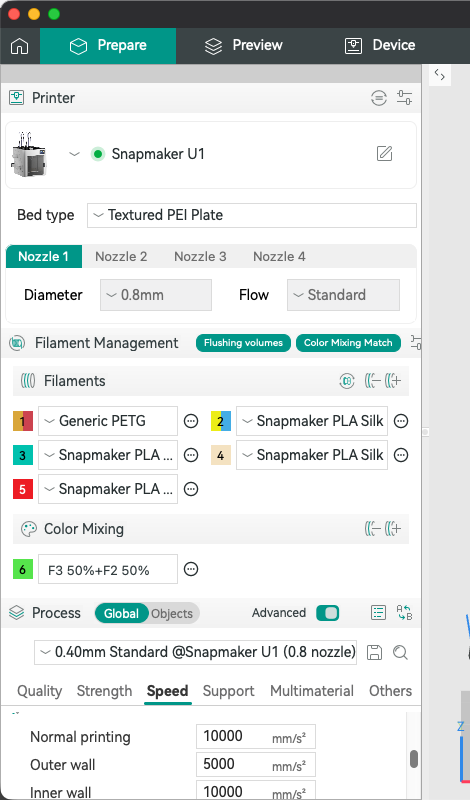 Prepare Preview Device
Printer
Snapmaker U1
Bed type Textured PEI Plate
Nozzle 1 Nozzle 2 Nozzle 3 Nozzle 4
Diameter 0.8mm Flow Standard
Filament Management Flushing volumes Color Mixing Match
Filaments
1 Generic PETG 2 Snapmaker PLA Silk
3 Snapmaker PLA ... 4 Snapmaker PLA Silk
5 Snapmaker PLA ...
Color Mixing
6 F3 50%+F2 50%
Process Global Objects Advanced A B
0.40mm Standard @Snapmaker U1 (0.8 nozzle)
Quality Strength Speed Support Multimaterial Others
Normal printing 10000 mm/s²
Z
Outer wall 5000 mm/s²
Inner wall 10000 mm/s²